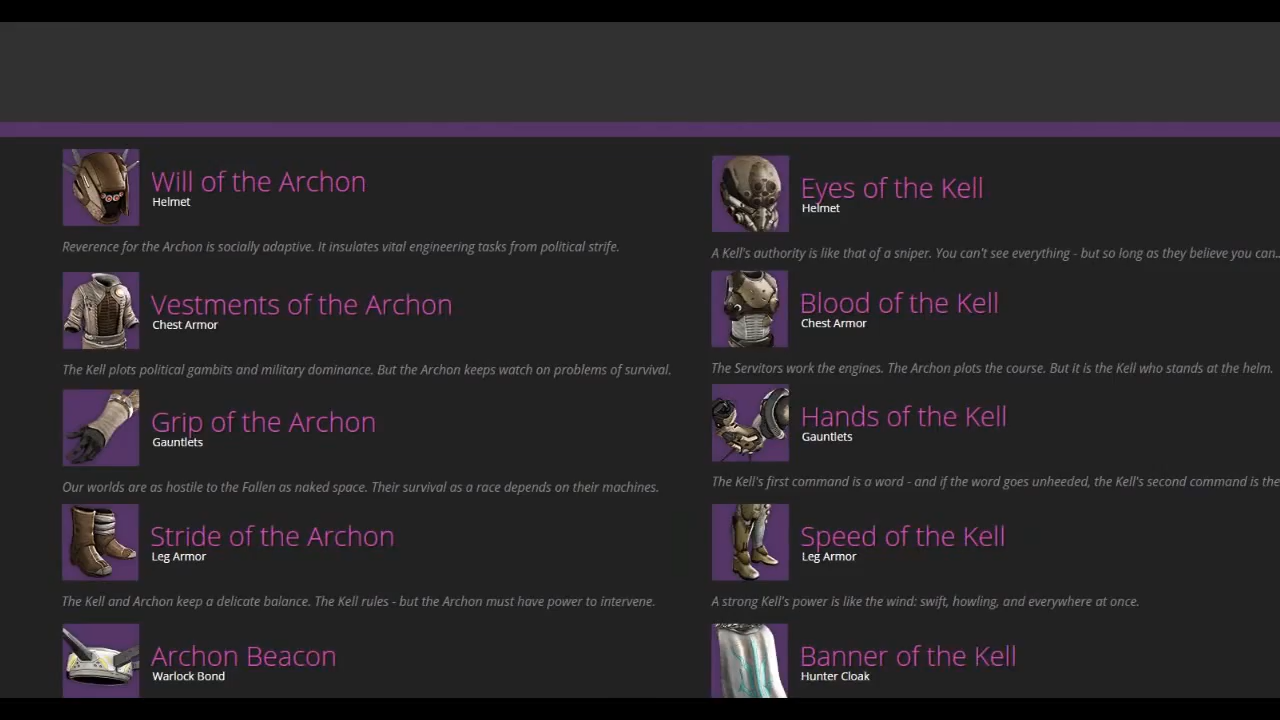 Will of the Archon
Helmet
Reverence for the Archon is socially adaptive. It insulates vital engineering tasks from political strife.
Vestments of the Archon
Chest Armor
The Kell plots political gambits and military dominance. But the Archon keeps watch on problems of survival.
Grip of the Archon
Gauntlets
Our worlds are as hostile to the Fallen as naked space. Their survival as a race depends on their machines.
Stride of the Archon
Leg Armor
The Kell and Archon keep a delicate balance. The Kell rules - but the Archon must have power to intervene.
Archon Beacon
Warlock Bond
Eyes of the Kell
Helmet
A Kell's authority is like that of a sniper. You can't see everything - but so long as they believe you can..
Blood of the Kell
Chest Armor
The Servitors work the engines. The Archon plots the course. But it is the Kell who stands at the helm.
Hands of the Kell
Gauntlets
The Kell's first command is a word - and if the word goes unheeded, the Kell's second command is the
Speed of the Kell
Leg Armor
A strong Kell's power is like the wind: swift, howling, and everywhere at once.
Banner of the Kell
Hunter Cloak